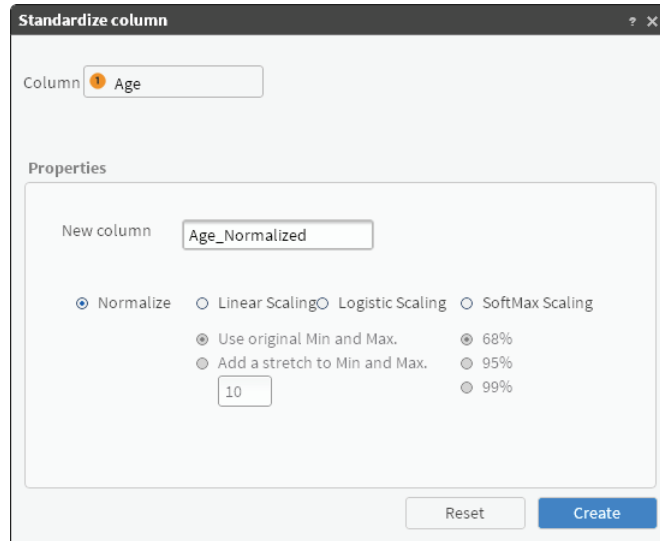 Standardize column ? X
Column 1 Age
Properties
New column Age_Normalized
Normalize Linear Scaling Logistic Scaling SoftMax Scaling
Use original Min and Max. 68%
Add a stretch to Min and Max. 95%
10 99%
Reset Create